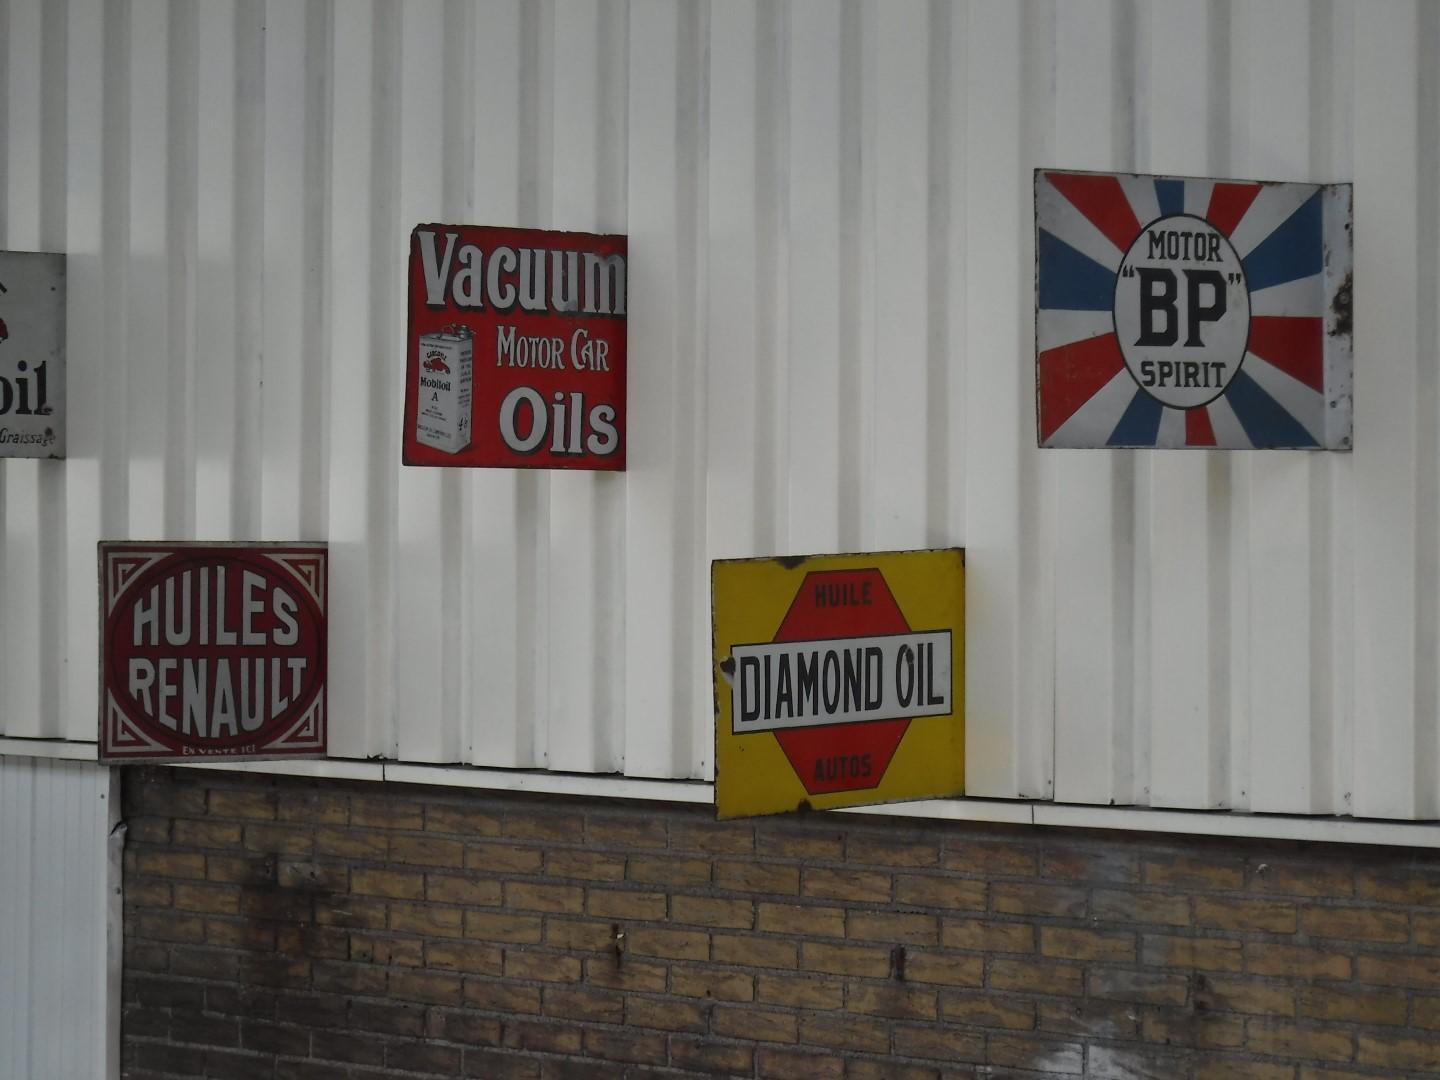 oil
Graissage
Vacuum
MOTOR CAR
Oils
GARGOYLE
Mobiloil
A
MOTOR
"BP"
SPIRIT
HUILES
RENAULT
EN VENTE ICI
HUILE
DIAMOND OIL
AUTOS